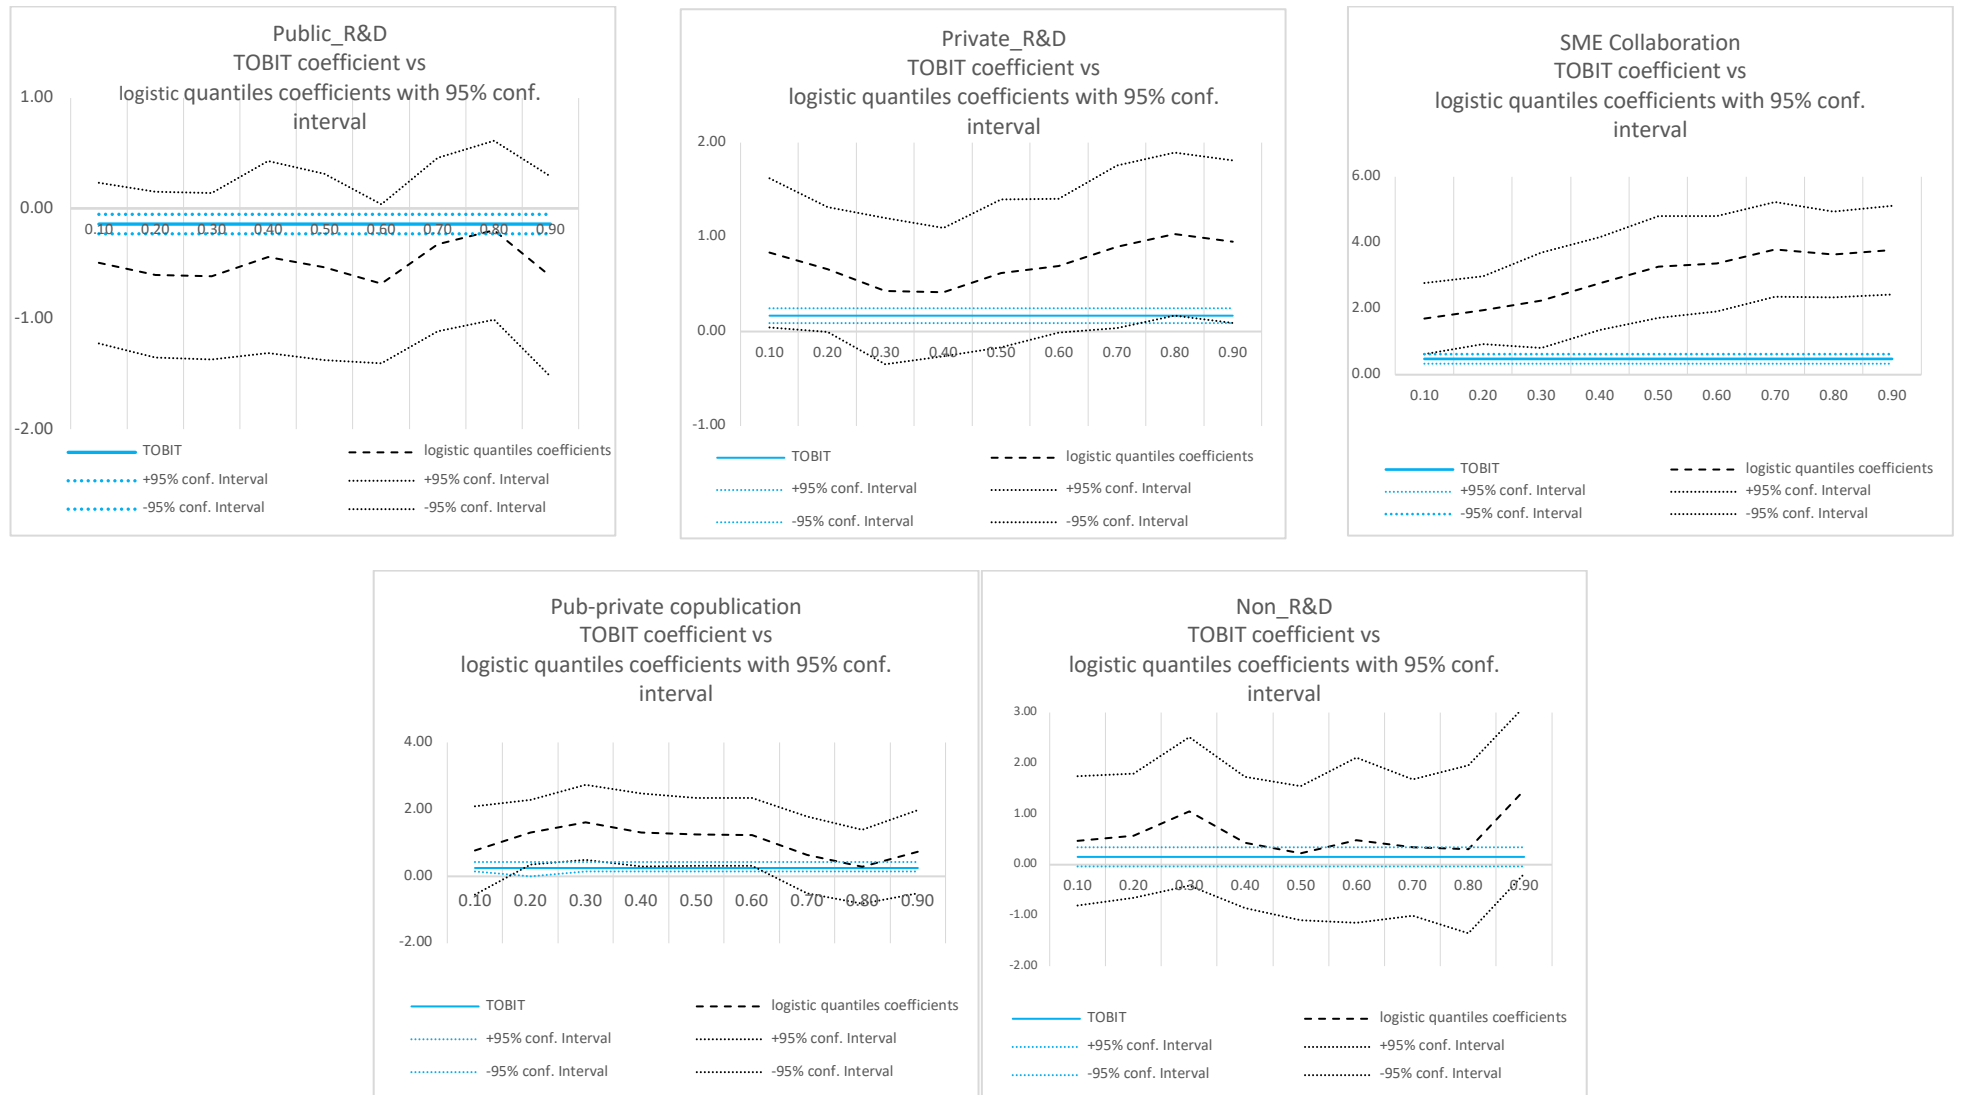 Public_R&D
TOBIT coefficient vs
logistic quantiles coefficients with 95% conf.
interval
1.00
0.00
-1.00
-2.00
0.10 0.20 0.30 0.40 0.50 0.60 0.70 0.80 0.90
TOBIT logistic quantiles coefficients
+95% conf. Interval +95% conf. Interval
-95% conf. Interval -95% conf. Interval
Private_R&D
TOBIT coefficient vs
logistic quantiles coefficients with 95% conf.
interval
2.00
1.00
0.00
-1.00
0.10 0.20 0.30 0.40 0.50 0.60 0.70 0.80 0.90
TOBIT logistic quantiles coefficients
+95% conf. Interval +95% conf. Interval
-95% conf. Interval -95% conf. Interval
SME Collaboration
TOBIT coefficient vs
logistic quantiles coefficients with 95% conf.
interval
6.00
4.00
2.00
0.00
0.10 0.20 0.30 0.40 0.50 0.60 0.70 0.80 0.90
TOBIT logistic quantiles coefficients
+95% conf. Interval +95% conf. Interval
-95% conf. Interval -95% conf. Interval
Pub-private copublication
TOBIT coefficient vs
logistic quantiles coefficients with 95% conf.
interval
4.00
2.00
0.00
-2.00
0.10 0.20 0.30 0.40 0.50 0.60 0.70 0.80 0.90
TOBIT logistic quantiles coefficients
+95% conf. Interval +95% conf. Interval
-95% conf. Interval -95% conf. Interval
Non_R&D
TOBIT coefficient vs
logistic quantiles coefficients with 95% conf.
interval
3.00
2.00
1.00
0.00
-1.00
-2.00
0.10 0.20 0.30 0.40 0.50 0.60 0.70 0.80 0.90
TOBIT logistic quantiles coefficients
+95% conf. Interval +95% conf. Interval
-95% conf. Interval -95% conf. Interval